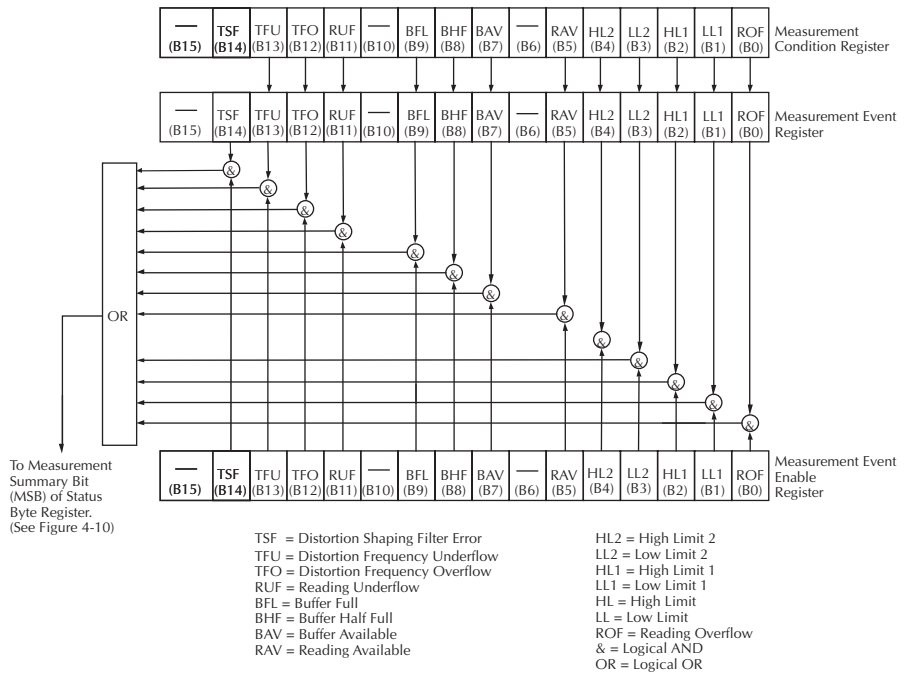 — TSF TFU TFO RUF — BFL BHF BAV — RAV HL2 LL2 HL1 LL1 ROF
(B15) (B14) (B13) (B12) (B11) (B10) (B9) (B8) (B7) (B6) (B5) (B4) (B3) (B2) (B1) (B0)
Measurement
Condition Register
— TSF TFU TFO RUF — BFL BHF BAV — RAV HL2 LL2 HL1 LL1 ROF
(B15) (B14) (B13) (B12) (B11) (B10) (B9) (B8) (B7) (B6) (B5) (B4) (B3) (B2) (B1) (B0)
Measurement Event
Register
&
&
&
&
&
&
&
&
&
&
&
&
&
OR
To Measurement
Summary Bit
(MSB) of Status
Byte Register.
(See Figure 4-10)
— TSF TFU TFO RUF — BFL BHF BAV — RAV HL2 LL2 HL1 LL1 ROF
(B15) (B14) (B13) (B12) (B11) (B10) (B9) (B8) (B7) (B6) (B5) (B4) (B3) (B2) (B1) (B0)
Measurement Event
Enable
Register
TSF = Distortion Shaping Filter Error
TFU = Distortion Frequency Underflow
TFO = Distortion Frequency Overflow
RUF = Reading Underflow
BFL = Buffer Full
BHF = Buffer Half Full
BAV = Buffer Available
RAV = Reading Available
HL2 = High Limit 2
LL2 = Low Limit 2
HL1 = High Limit 1
LL1 = Low Limit 1
HL = High Limit
LL = Low Limit
ROF = Reading Overflow
& = Logical AND
OR = Logical OR